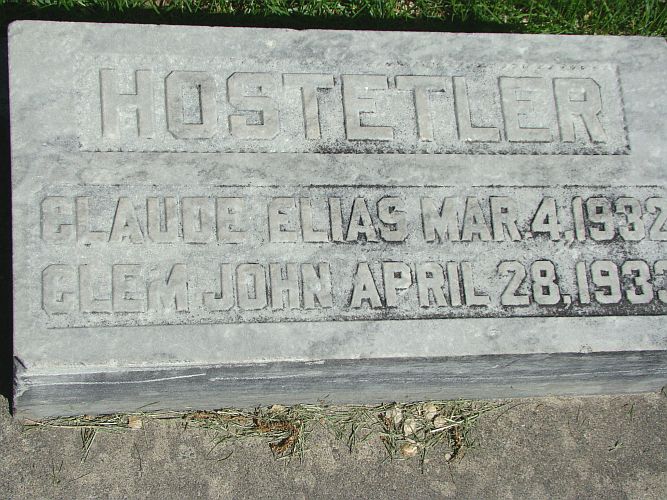 HOSTETLER
CLAUDE ELIAS MAR. 4, 1932
CLEM JOHN APRIL 28, 1933